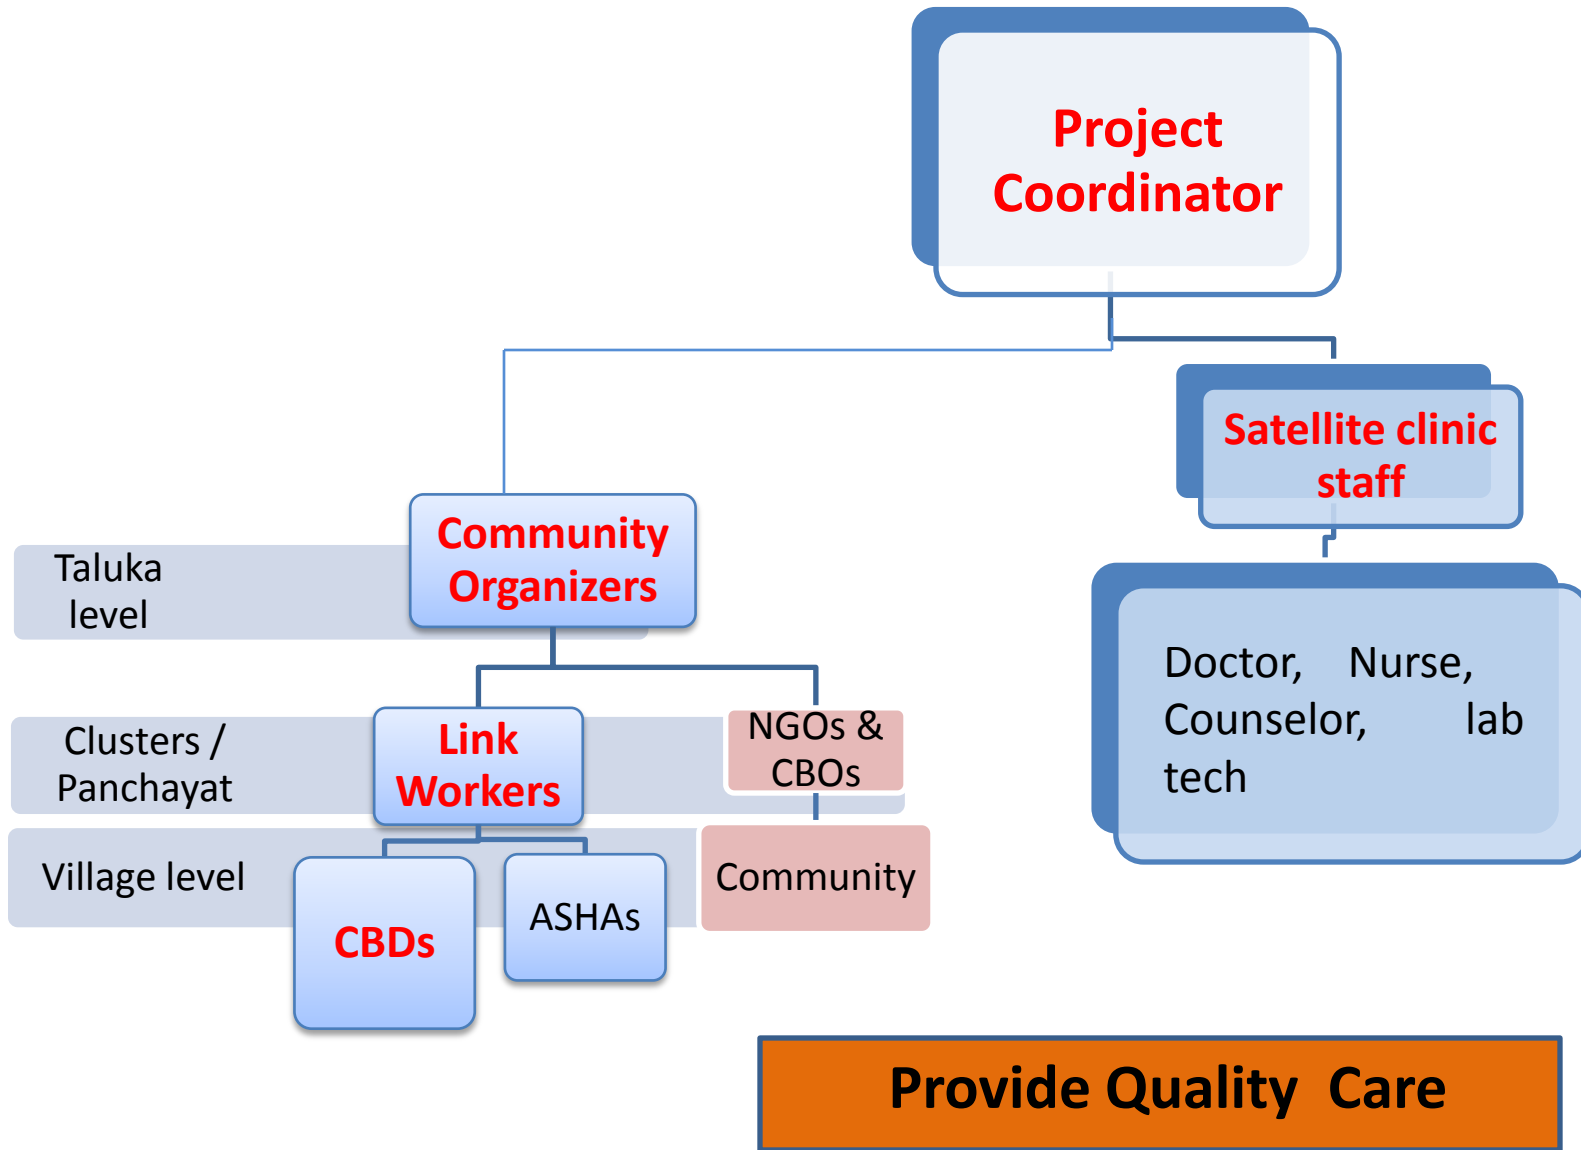 Project
Coordinator
Satellite clinic
staff
Community
Organizers
Taluka
level
Doctor, Nurse,
Counselor, lab
tech
Clusters /
Panchayat
Link
Workers
NGOs &
CBOs
Village level
CBDs
ASHAs
Community
Provide Quality Care